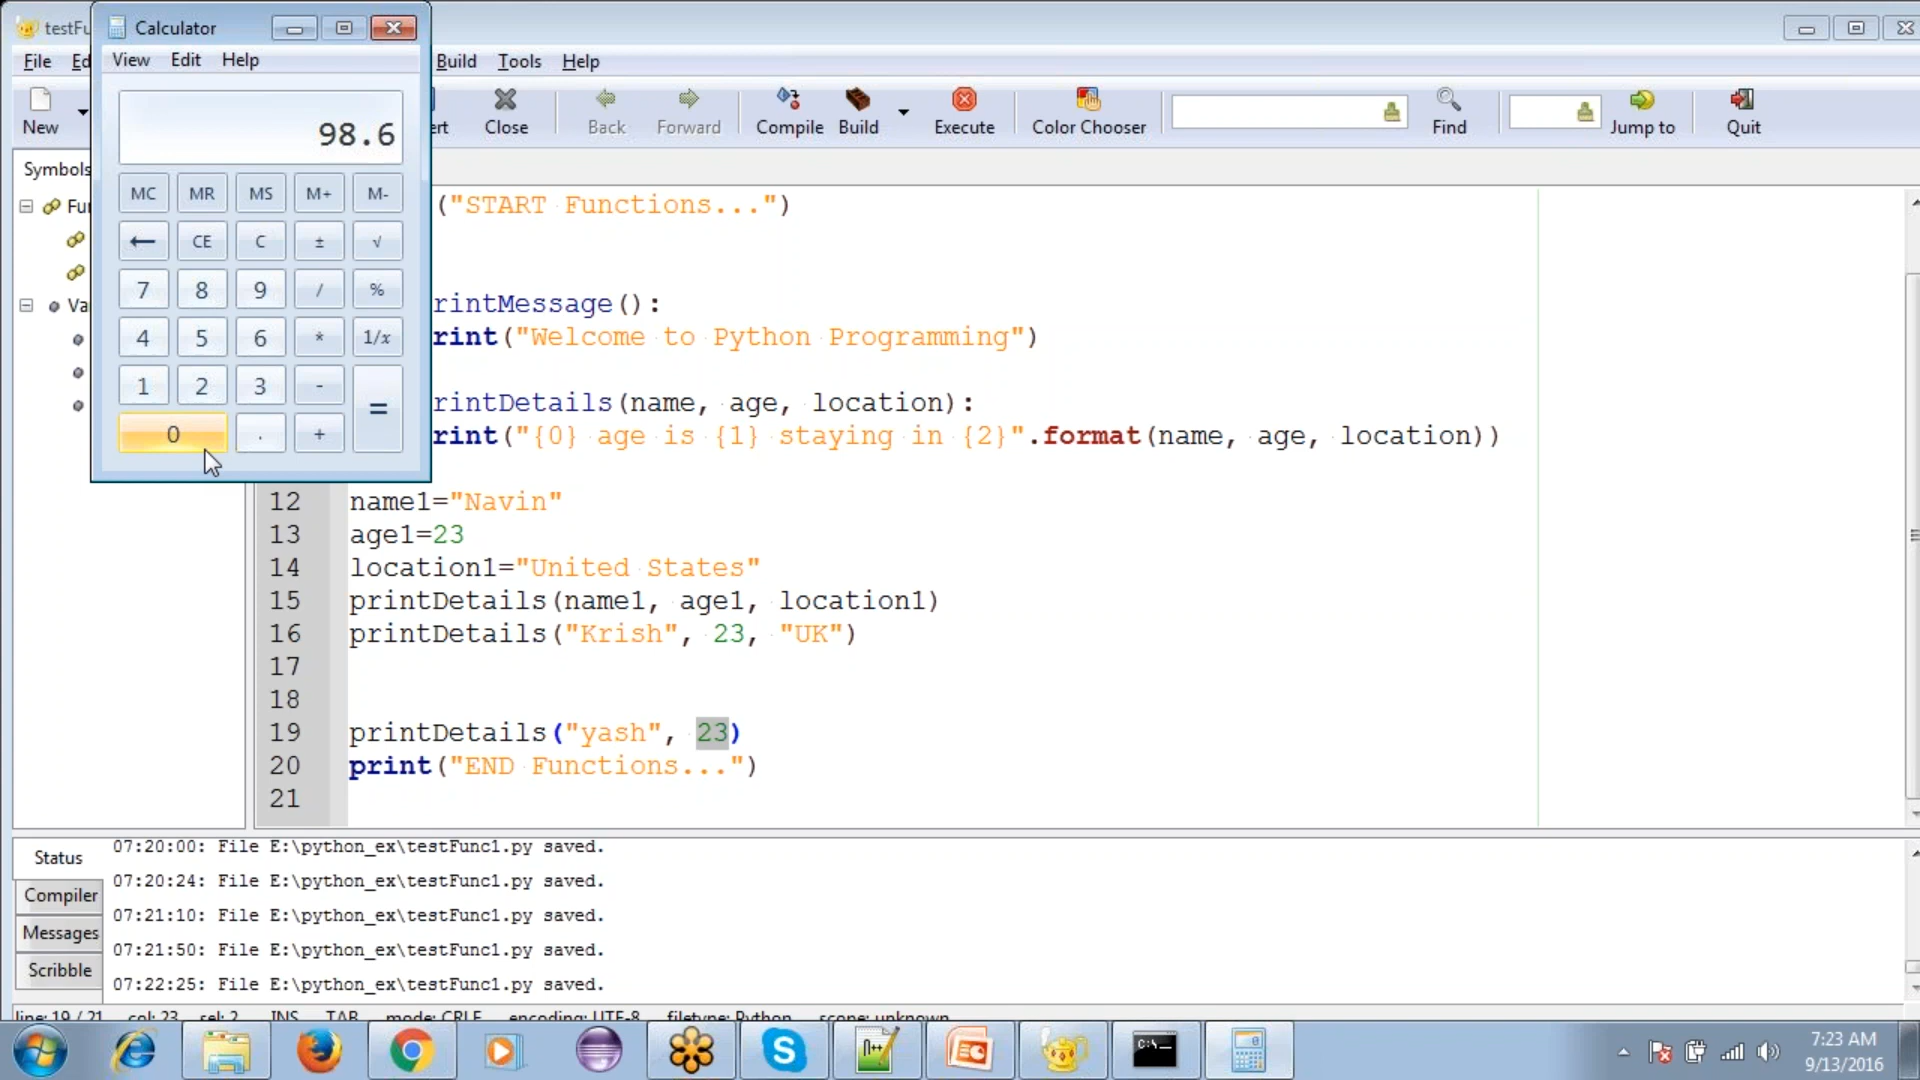 testFu
Calculator
File Ed
View Edit Help
Build Tools Help
New
Close
Back
Forward
Compile
Build
Execute
Color Chooser
Find
Jump to
Quit
98.6
Symbols
MC MR MS M+ M-
← CE C ± √
7 8 9 / %
4 5 6 * 1/x
1 2 3 - =
0 . +
Fun
Va
("START Functions...")
rintMessage():
rint("Welcome to Python Programming")
rintDetails(name, age, location):
rint("{0} age is {1} staying in {2}".format(name, age, location))
12 name1="Navin"
13 age1=23
14 location1="United States"
15 printDetails(name1, age1, location1)
16 printDetails("Krish", 23, "UK")
17
18
19 printDetails("yash", 23)
20 print("END Functions...")
21
Status
Compiler
Messages
Scribble
07:20:00: File E:\python_ex\testFunc1.py saved.
07:20:24: File E:\python_ex\testFunc1.py saved.
07:21:10: File E:\python_ex\testFunc1.py saved.
07:21:50: File E:\python_ex\testFunc1.py saved.
07:22:25: File E:\python_ex\testFunc1.py saved.
line: 19 / 21 col: 23 sel: 2 INS TAB mode: CRLF encoding: UTF-8 filetype: Python scope: unknown
7:23 AM
9/13/2016